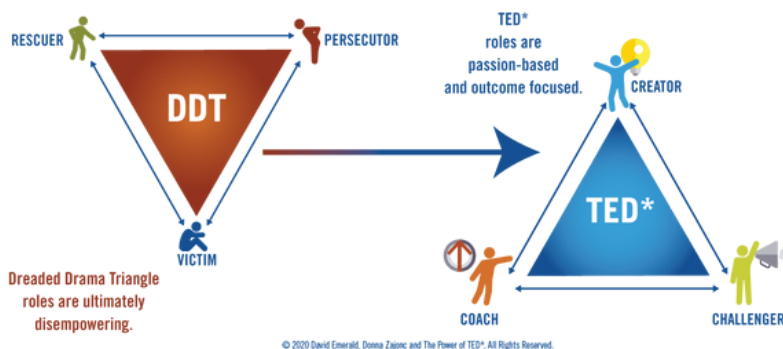 RESCUER
PERSECUTOR
DDT
VICTIM
Dreaded Drama Triangle
roles are ultimately
disempowering.
TED*
roles are
passion-based
and outcome focused.
CREATOR
TED*
COACH
CHALLENGER
© 2020 David Emerald, Donna Zajonc and The Power of TED*. All Rights Reserved.